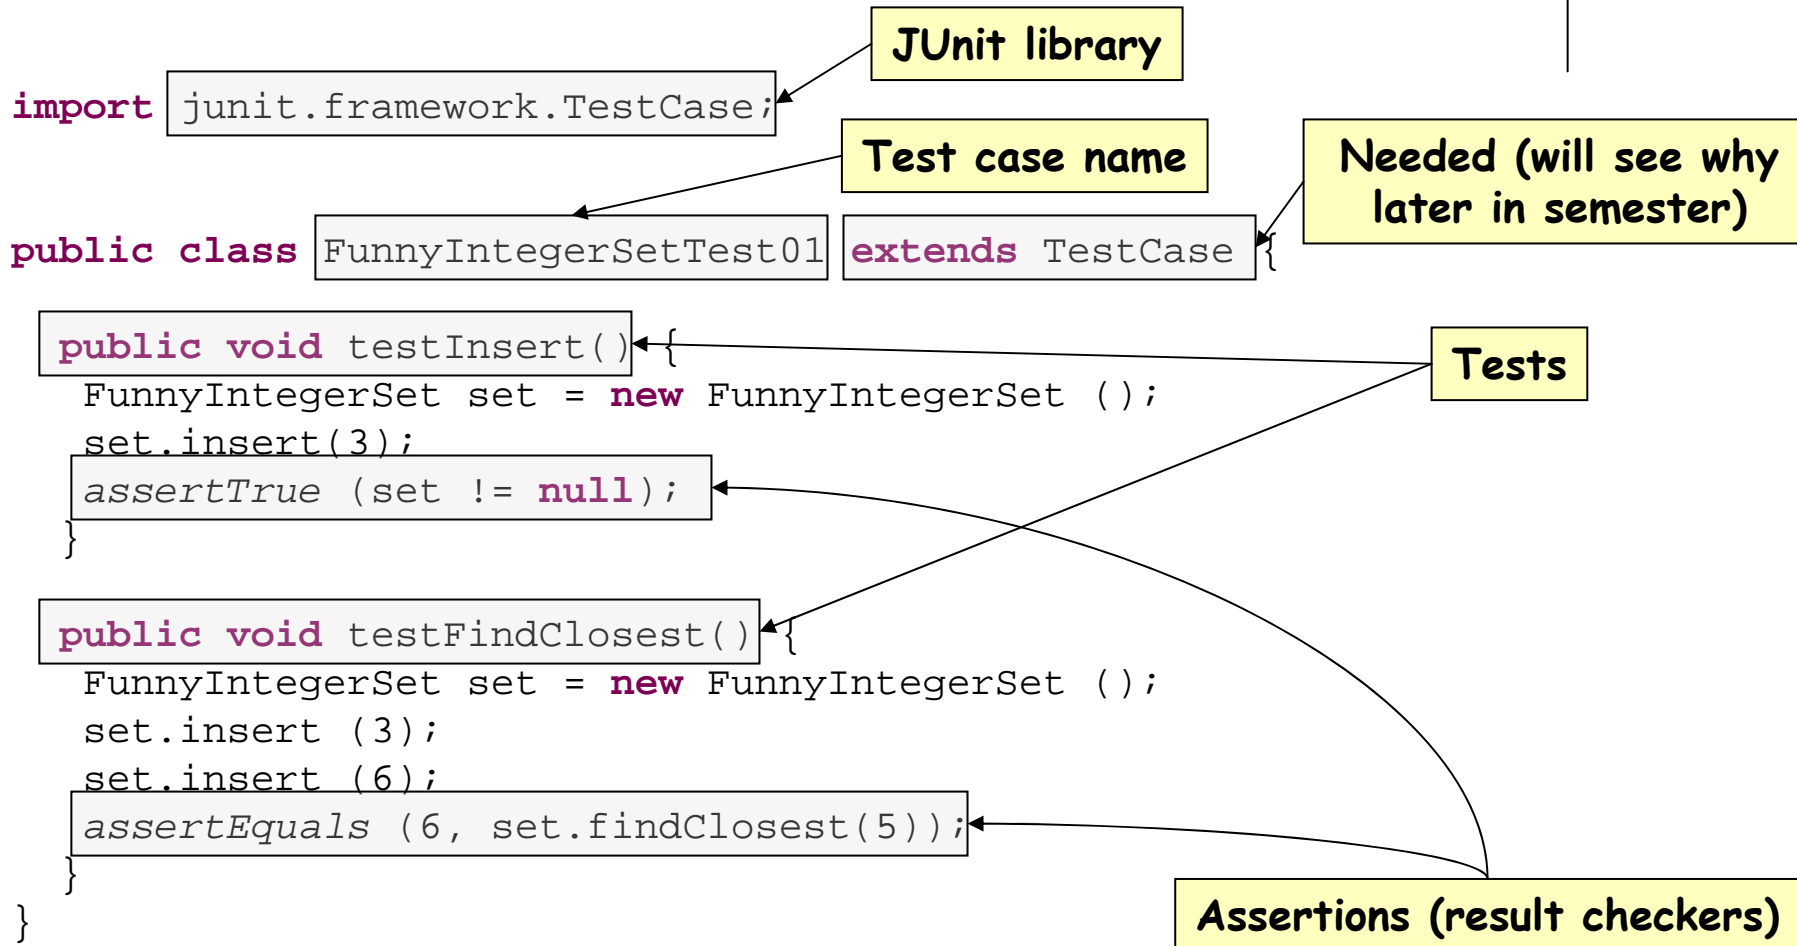 JUnit library
import junit.framework.TestCase;
Test case name
Needed (will see why
later in semester)
public class FunnyIntegerSetTest01 extends TestCase {
public void testInsert() {
Tests
FunnyIntegerSet set = new FunnyIntegerSet ();
set.insert(3);
assertTrue (set != null);
}
public void testFindClosest() {
FunnyIntegerSet set = new FunnyIntegerSet ();
set.insert (3);
set.insert (6);
assertEquals (6, set.findClosest(5));
}
}
Assertions (result checkers)